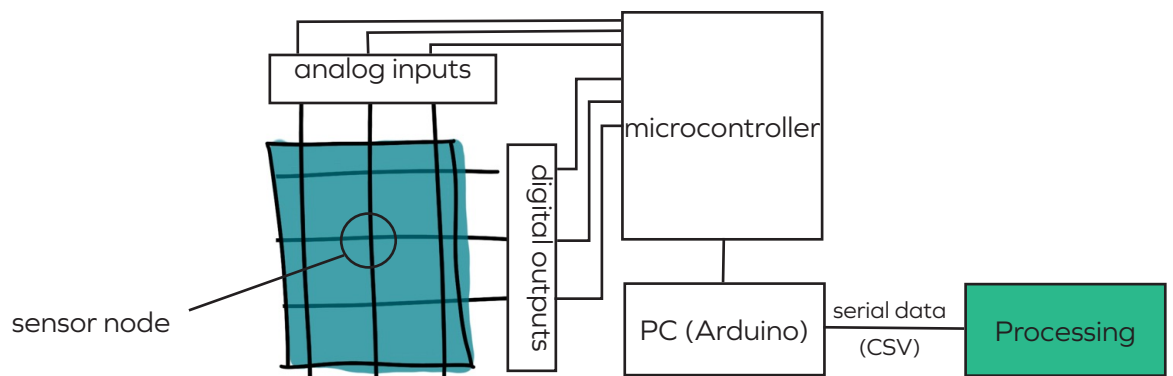 analog inputs
microcontroller
digital outputs
sensor node
PC (Arduino)
serial data
(CSV)
Processing